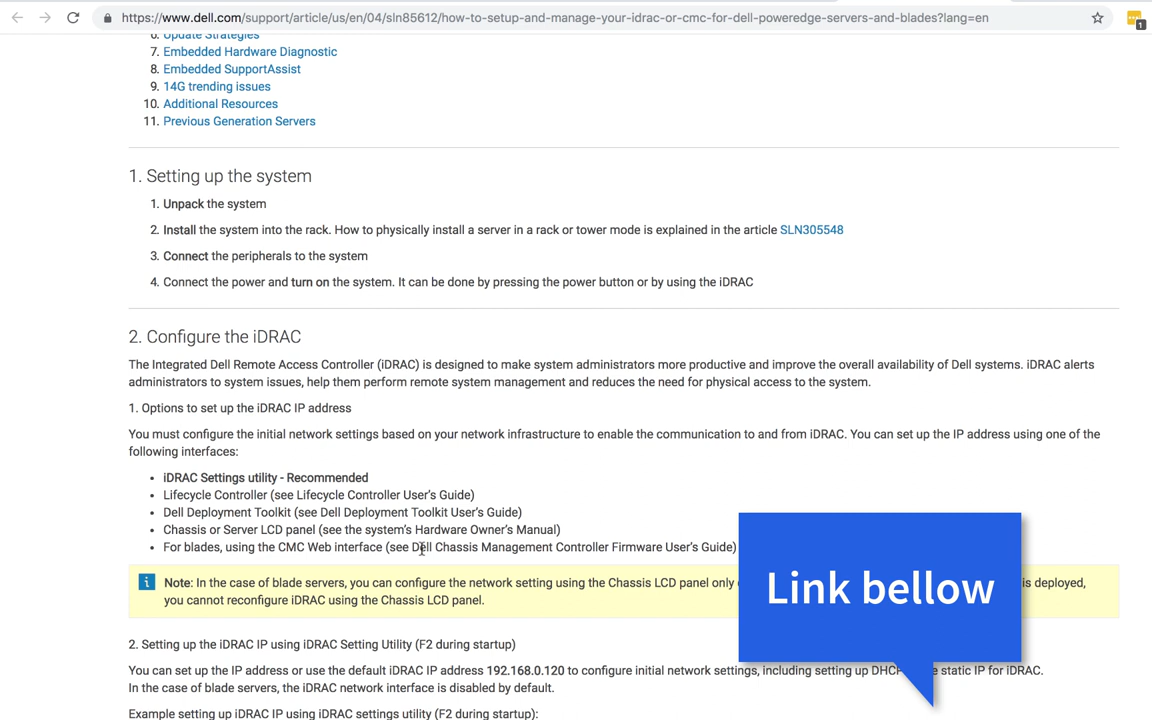 https://www.dell.com/support/article/us/en/04/sln85612/how-to-setup-and-manage-your-idrac-or-cmc-for-dell-poweredge-servers-and-blades?lang=en
1
6. Update Strategies
7. Embedded Hardware Diagnostic
8. Embedded SupportAssist
9. 14G trending issues
10. Additional Resources
11. Previous Generation Servers
1. Setting up the system
1. Unpack the system
2. Install the system into the rack. How to physically install a server in a rack or tower mode is explained in the article SLN305548
3. Connect the peripherals to the system
4. Connect the power and turn on the system. It can be done by pressing the power button or by using the iDRAC
2. Configure the iDRAC
The Integrated Dell Remote Access Controller (iDRAC) is designed to make system administrators more productive and improve the overall availability of Dell systems. iDRAC alerts
administrators to system issues, help them perform remote system management and reduces the need for physical access to the system.
1. Options to set up the iDRAC IP address
You must configure the initial network settings based on your network infrastructure to enable the communication to and from iDRAC. You can set up the IP address using one of the
following interfaces:
• iDRAC Settings utility - Recommended
• Lifecycle Controller (see Lifecycle Controller User's Guide)
• Dell Deployment Toolkit (see Dell Deployment Toolkit User's Guide)
• Chassis or Server LCD panel (see the system's Hardware Owner's Manual)
• For blades, using the CMC Web interface (see Dell Chassis Management Controller Firmware User's Guide)
Link bellow
i Note: In the case of blade servers, you can configure the network setting using the Chassis LCD panel only is deployed,
you cannot reconfigure iDRAC using the Chassis LCD panel.
2. Setting up the iDRAC IP using iDRAC Setting Utility (F2 during startup)
You can set up the IP address or use the default iDRAC IP address 192.168.0.120 to configure initial network settings, including setting up static IP for iDRAC.
In the case of blade servers, the iDRAC network interface is disabled by default.
Example setting up iDRAC IP using iDRAC settings utility (F2 during startup):